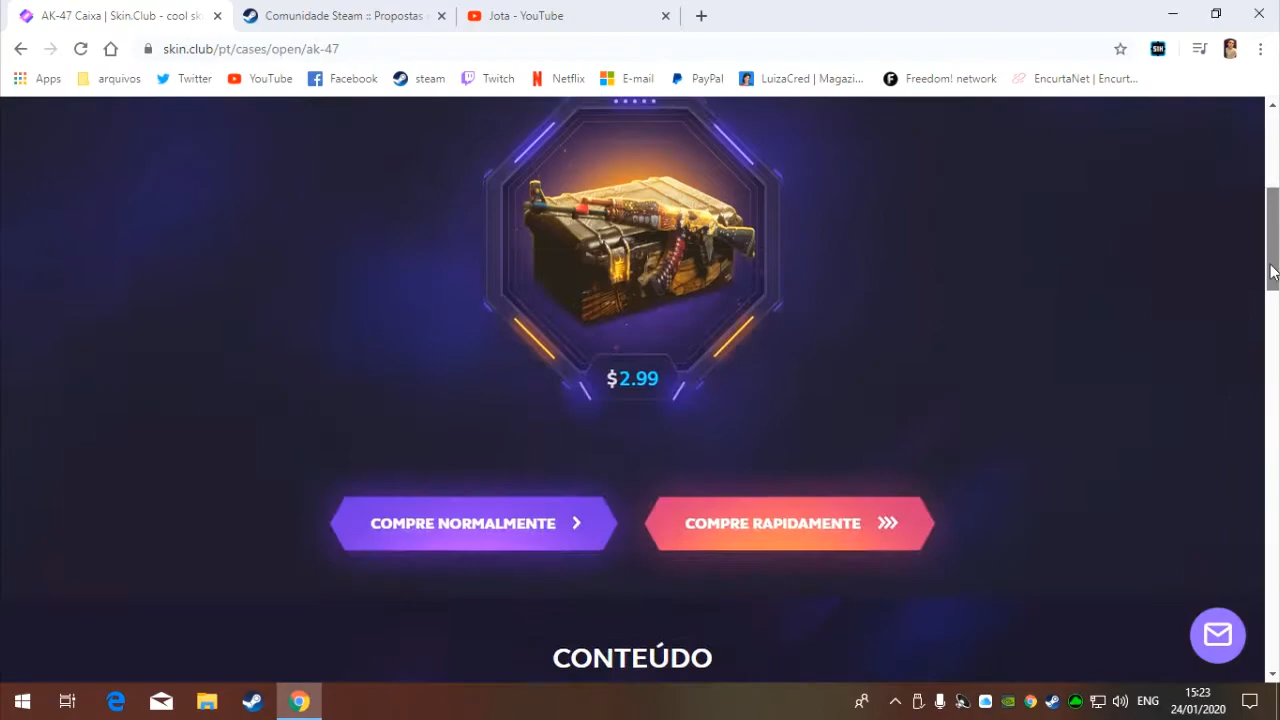 AK-47 Caixa | Skin.Club - cool sk
Comunidade Steam :: Propostas
Jota - YouTube
skin.club/pt/cases/open/ak-47
SIH
Apps
arquivos
Twitter
YouTube
Facebook
steam
Twitch
Netflix
E-mail
PayPal
LuizaCred | Magazi...
Freedom! network
EncurtaNet | Encurt...
$2.99
COMPRE NORMALMENTE
COMPRE RAPIDAMENTE
CONTEÚDO
ENG
15:23
24/01/2020